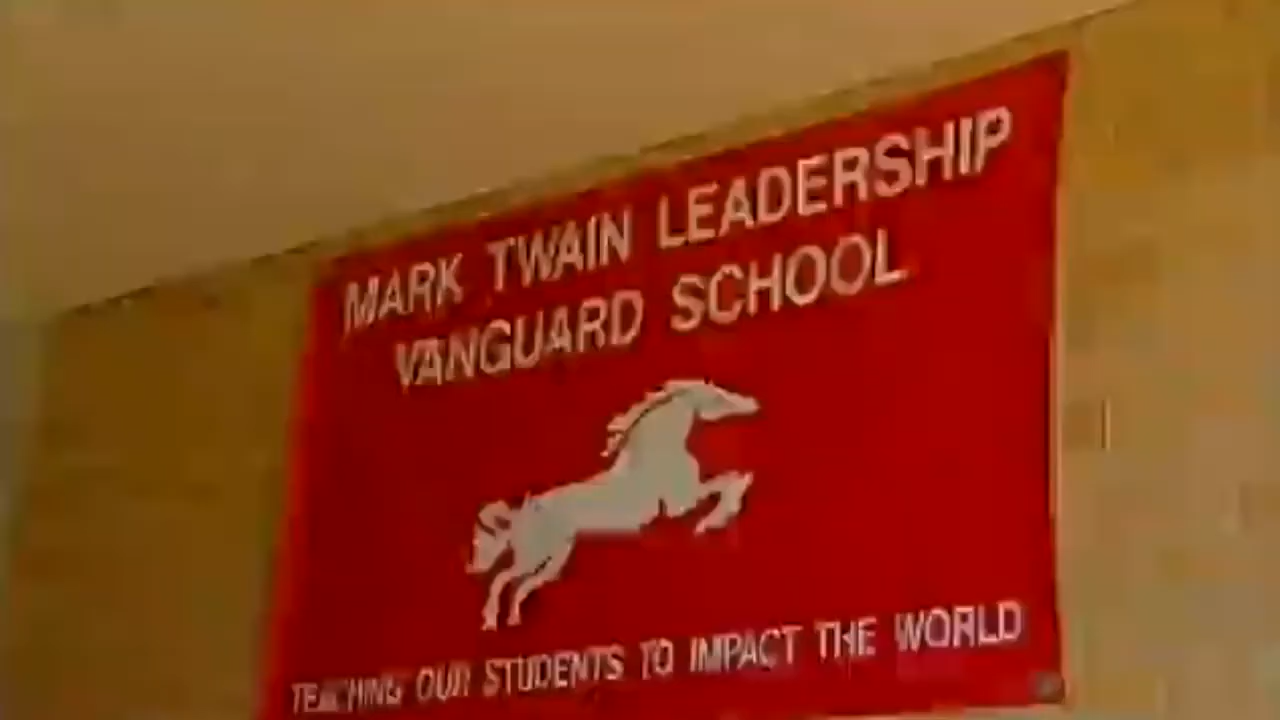 MARK TWAIN LEADERSHIP
VANGUARD SCHOOL
TEACHING OUR STUDENTS TO IMPACT THE WORLD